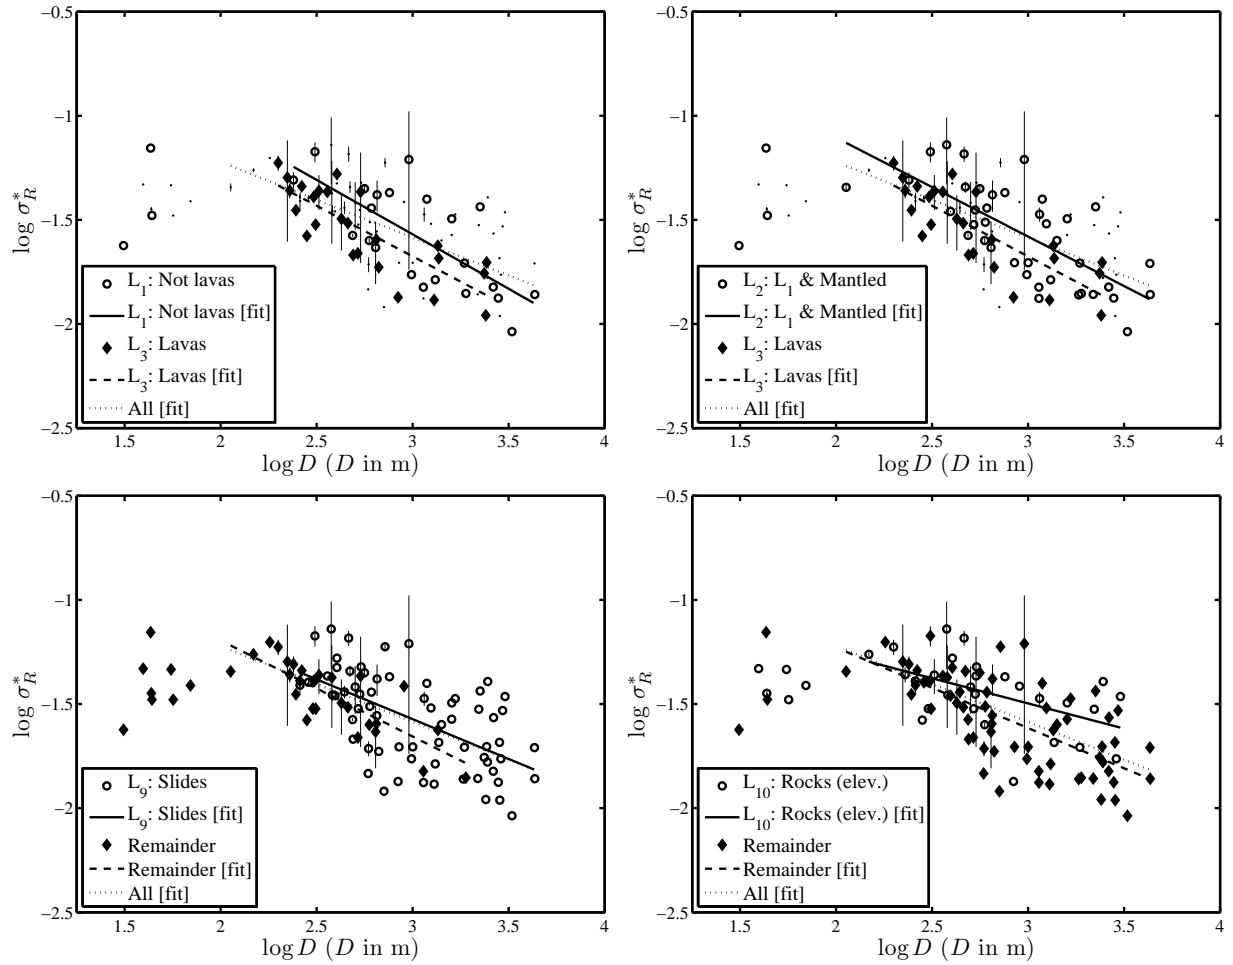 −0.5
−1
−1.5
−2
−2.5
log σ*R
L1: Not lavas
L1: Not lavas [fit]
L3: Lavas
L3: Lavas [fit]
All [fit]
1.5 2 2.5 3 3.5 4
log D (D in m)
−0.5
−1
−1.5
−2
−2.5
log σ*R
L2: L1 & Mantled
L2: L1 & Mantled [fit]
L3: Lavas
L3: Lavas [fit]
All [fit]
1.5 2 2.5 3 3.5 4
log D (D in m)
−0.5
−1
−1.5
−2
−2.5
log σ*R
L9: Slides
L9: Slides [fit]
Remainder
Remainder [fit]
All [fit]
1.5 2 2.5 3 3.5 4
log D (D in m)
−0.5
−1
−1.5
−2
−2.5
log σ*R
L10: Rocks (elev.)
L10: Rocks (elev.) [fit]
Remainder
Remainder [fit]
All [fit]
1.5 2 2.5 3 3.5 4
log D (D in m)